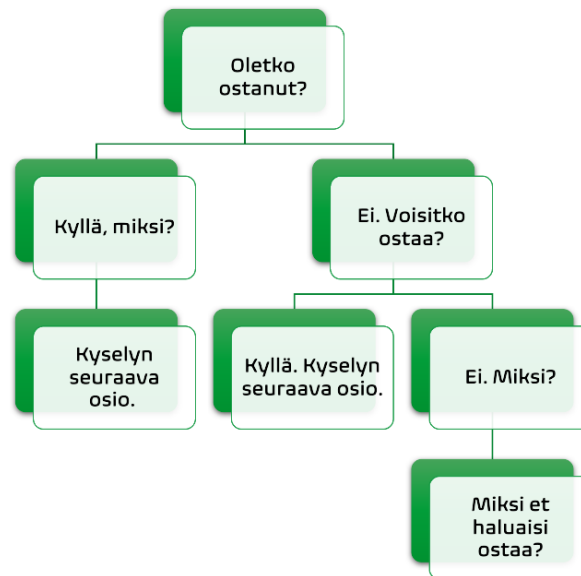 Oletko
ostanut?
Kyllä, miksi?
Ei. Voisitko
ostaa?
Kyselyn
seuraava
osio.
Kyllä. Kyselyn
seuraava osio.
Ei. Miksi?
Miksi et
haluaisi
ostaa?